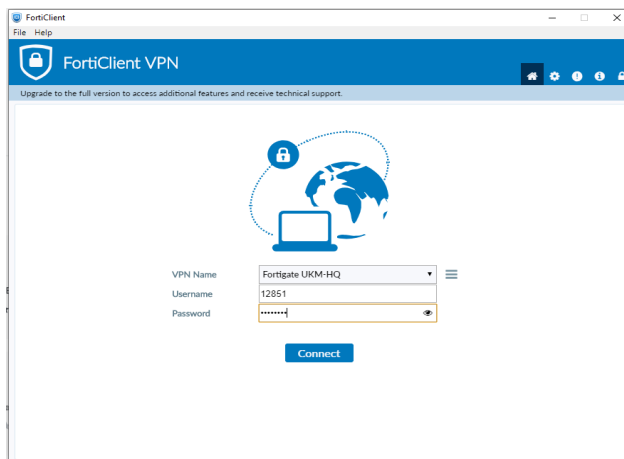 FortiClient
File Help
FortiClient VPN
Upgrade to the full version to access additional features and receive technical support.
VPN Name Fortigate UKM-HQ
Username 12851
Password ••••••••
Connect